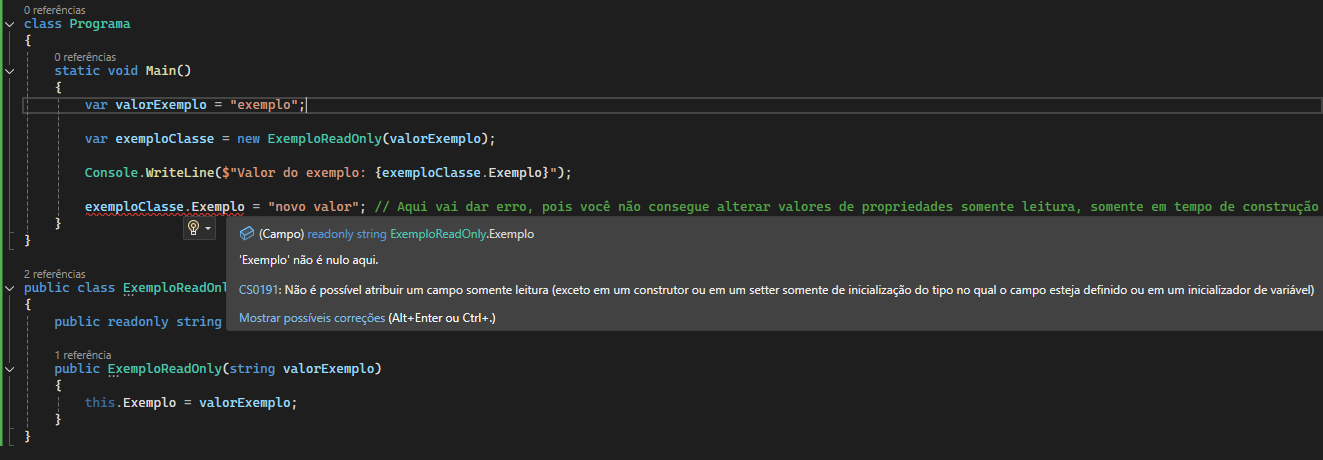 0 referências
class Programa
{
0 referências
static void Main()
{
var valorExemplo = "exemplo";
var exemploClasse = new ExemploReadOnly(valorExemplo);
Console.WriteLine($"Valor do exemplo: {exemploClasse.Exemplo}");
exemploClasse.Exemplo = "novo valor"; // Aqui vai dar erro, pois você não consegue alterar valores de propriedades somente leitura, somente em tempo de construção
}
}
(Campo) readonly string ExemploReadOnly.Exemplo
'Exemplo' não é nulo aqui.
CS0191: Não é possível atribuir um campo somente leitura (exceto em um construtor ou em um setter somente de inicialização do tipo no qual o campo esteja definido ou em um inicializador de variável)
Mostrar possíveis correções (Alt+Enter ou Ctrl+.)
2 referências
public class ExemploReadOnl
{
public readonly string
1 referência
public ExemploReadOnly(string valorExemplo)
{
this.Exemplo = valorExemplo;
}
}